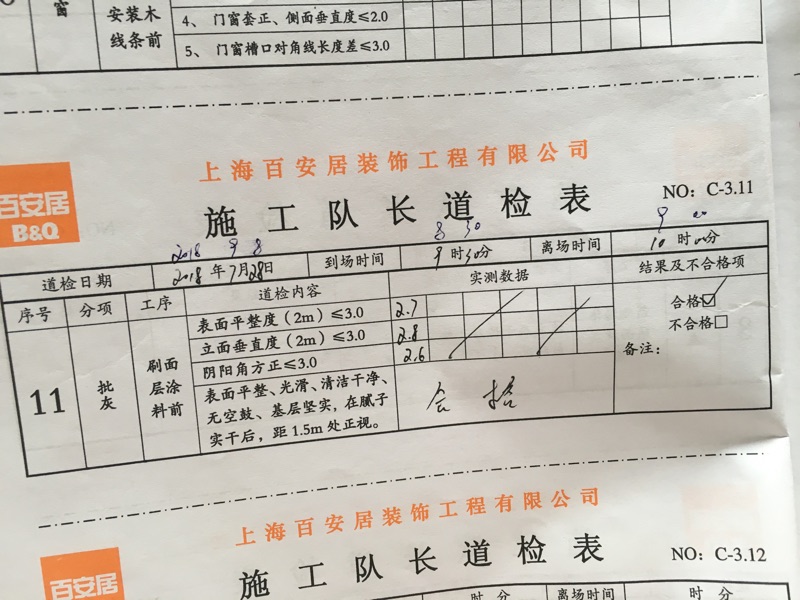 窗
安装木
线条前
4、 门窗套正、侧面垂直度≤2.0
5、 门窗槽口对角线长度差≤3.0
上海百安居装饰工程有限公司
百安居
B&Q
施工队长道检表
NO: C-3.11
2018 9 8
8 30
9 00
道检日期
2018年7月28日
到场时间
9时30分
离场时间
10时00分
序号
分项
工序
道检内容
实测数据
结果及不合格项
11
批灰
刷面
层涂
料前
表面平整度(2m)≤3.0
2.7
立面垂直度(2m)≤3.0
2.8
阴阳角方正≤3.0
2.6
表面平整、光滑、清洁干净、
无空鼓、基层坚实,在腻子
实干后,距1.5m处正视。
合格☑
不合格□
备注:
上海百安居装饰工程有限公司
百安居
施工队长道检表
NO: C-3.12
时 分
离场时间
时 分